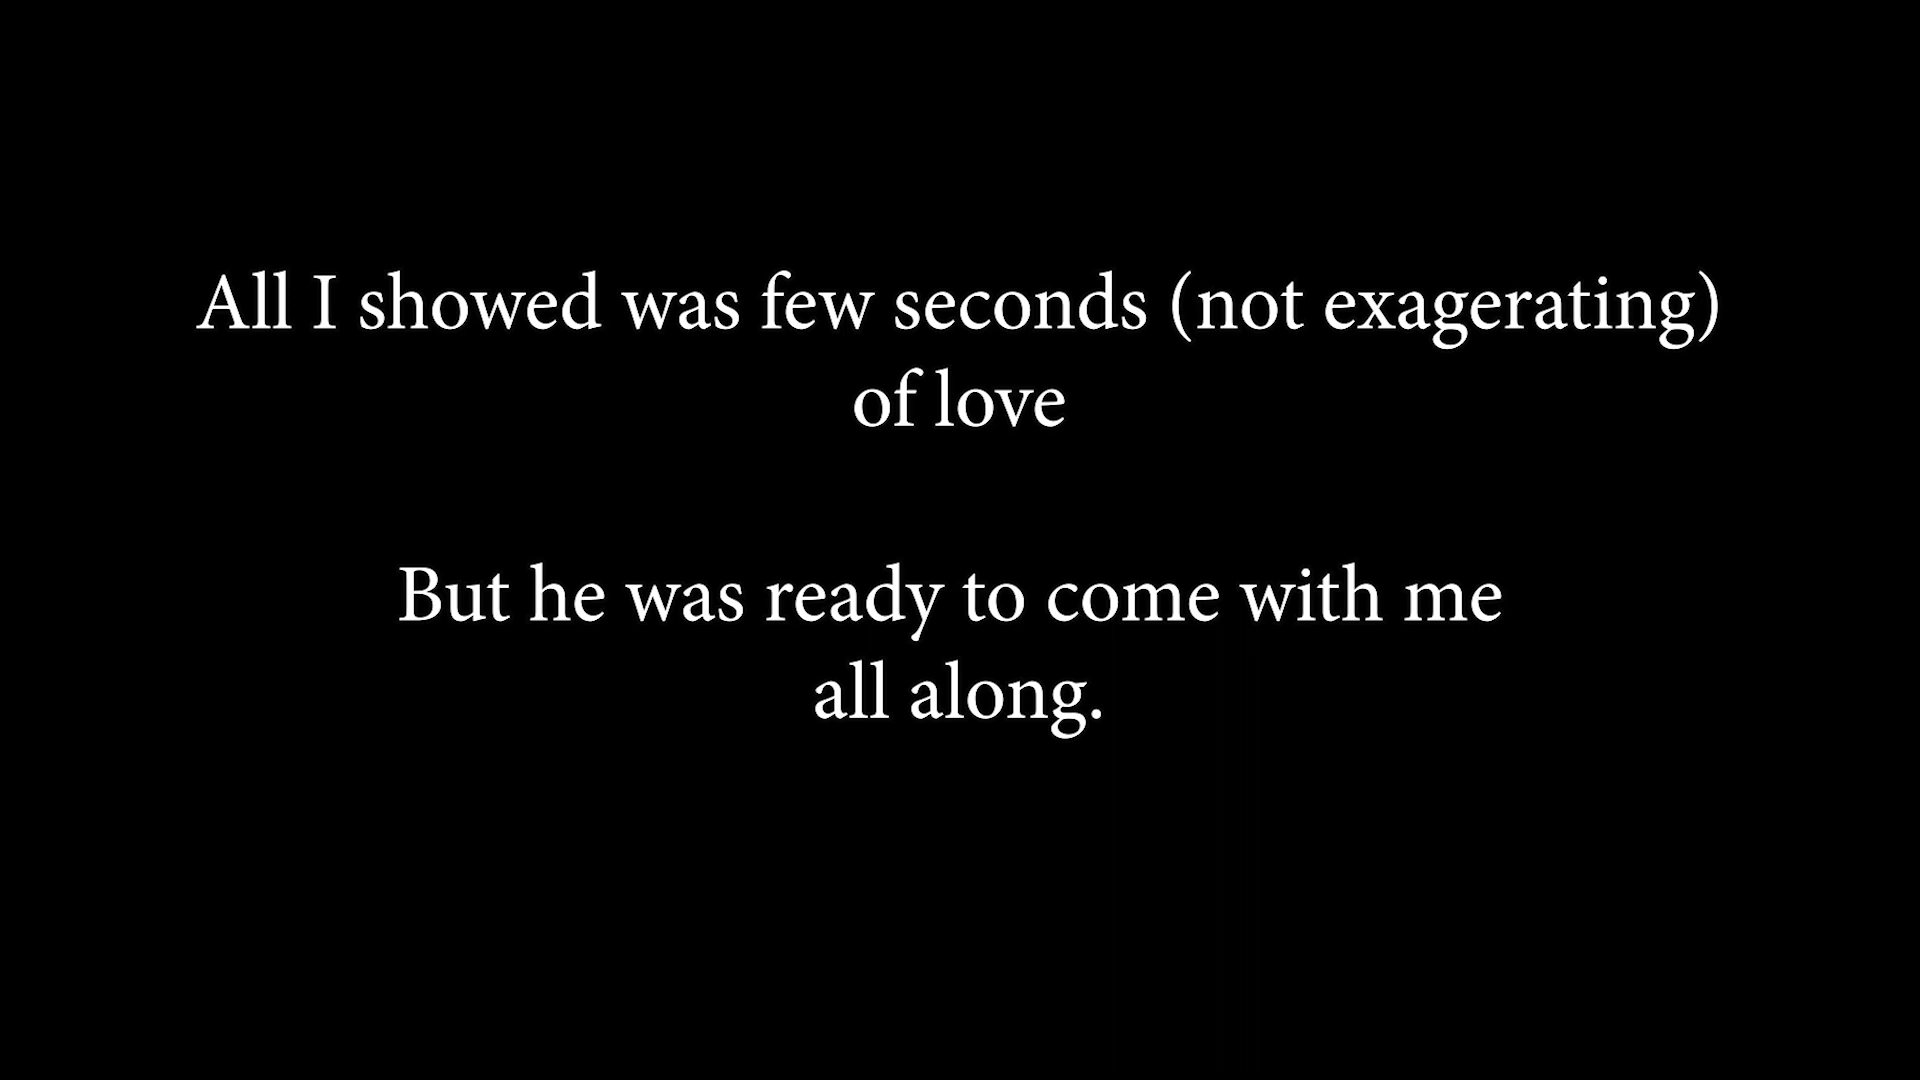 All I showed was few seconds (not exagerating)
of love
But he was ready to come with me
all along.